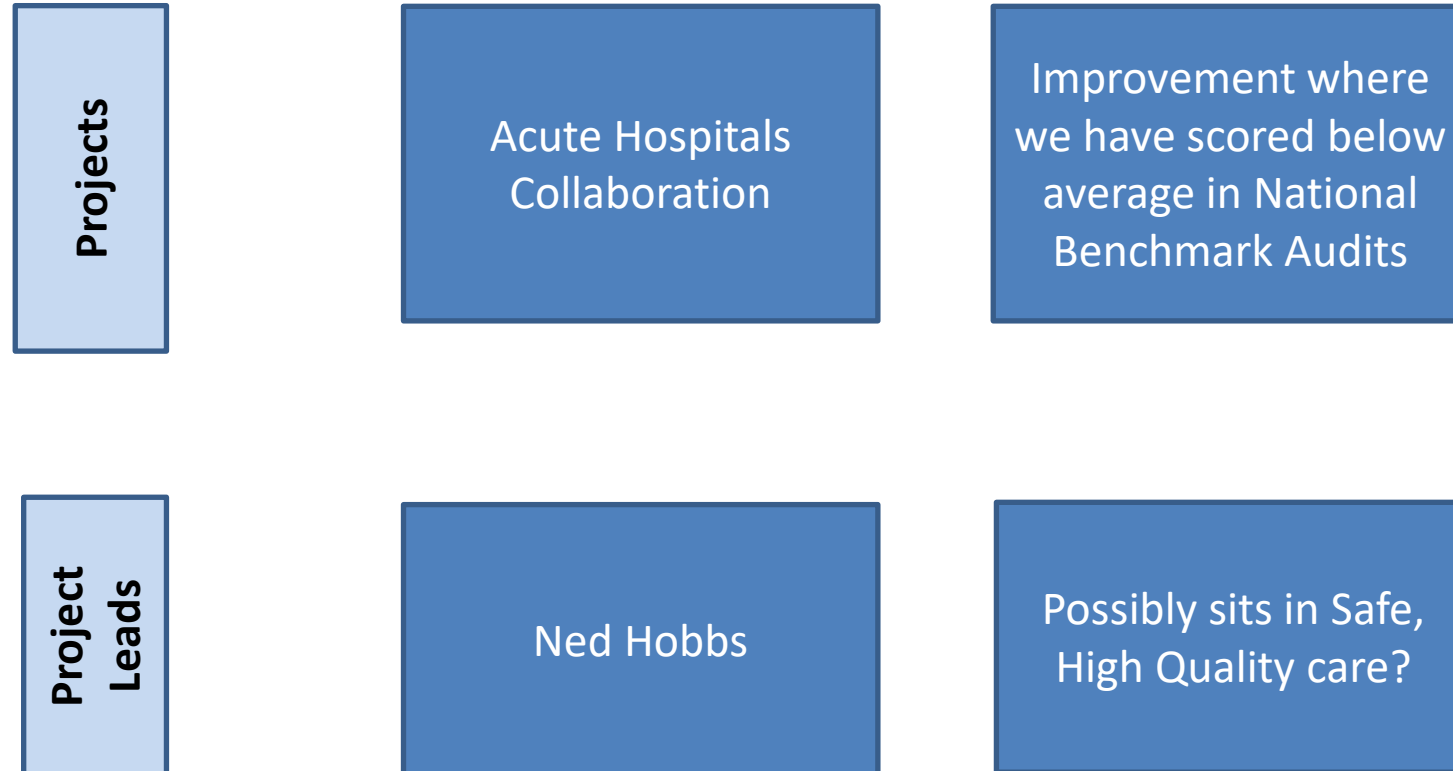 Projects
Acute Hospitals
Collaboration
Improvement where
we have scored below
average in National
Benchmark Audits
Project
Leads
Ned Hobbs
Possibly sits in Safe,
High Quality care?